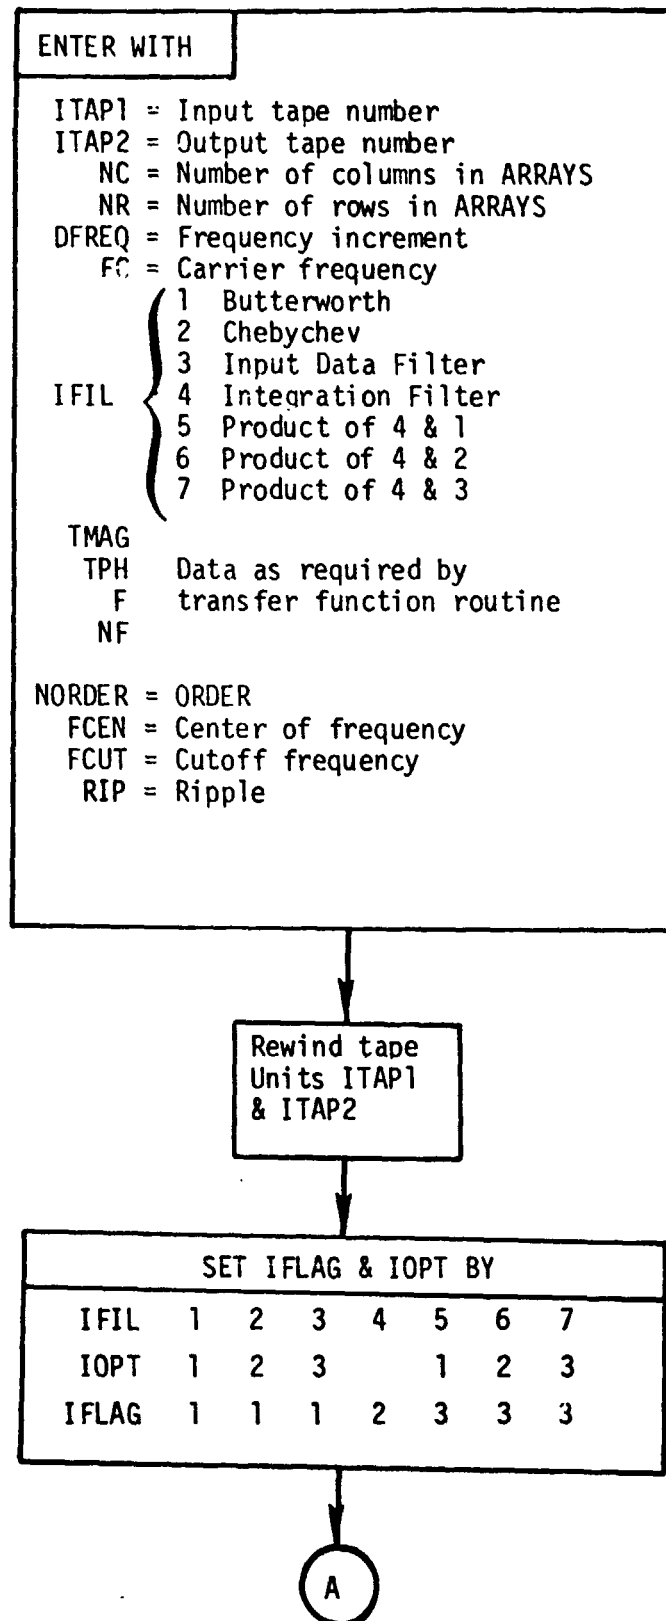 ENTER WITH
ITAP1 = Input tape number
ITAP2 = Output tape number
NC = Number of columns in ARRAYS
NR = Number of rows in ARRAYS
DFREQ = Frequency increment
FC = Carrier frequency
1 Butterworth
2 Chebychev
3 Input Data Filter
IFIL 4 Integration Filter
5 Product of 4 & 1
6 Product of 4 & 2
7 Product of 4 & 3
TMAG
TPH Data as required by
F transfer function routine
NF
NORDER = ORDER
FCEN = Center of frequency
FCUT = Cutoff frequency
RIP = Ripple
Rewind tape
Units ITAP1
& ITAP2
SET IFLAG & IOPT BY
IFIL 1 2 3 4 5 6 7
IOPT 1 2 3 1 2 3
IFLAG 1 1 1 2 3 3 3
A